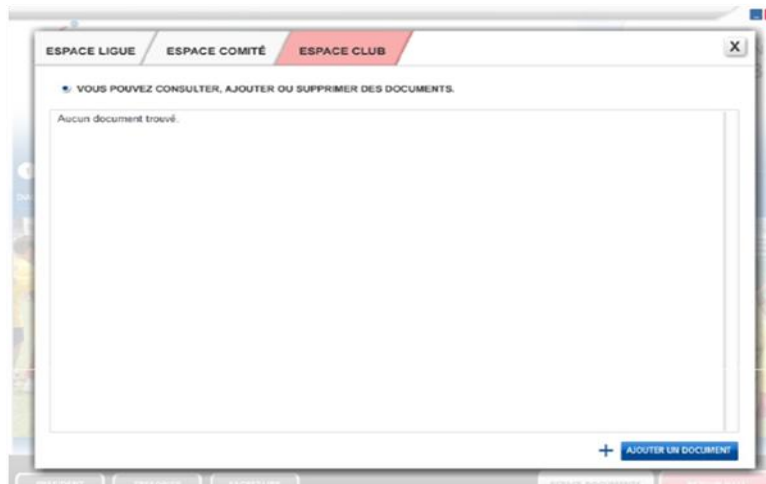 ESPACE LIGUE
ESPACE COMITÉ
ESPACE CLUB
X
VOUS POUVEZ CONSULTER, AJOUTER OU SUPPRIMER DES DOCUMENTS.
Aucun document trouvé.
+ AJOUTER UN DOCUMENT